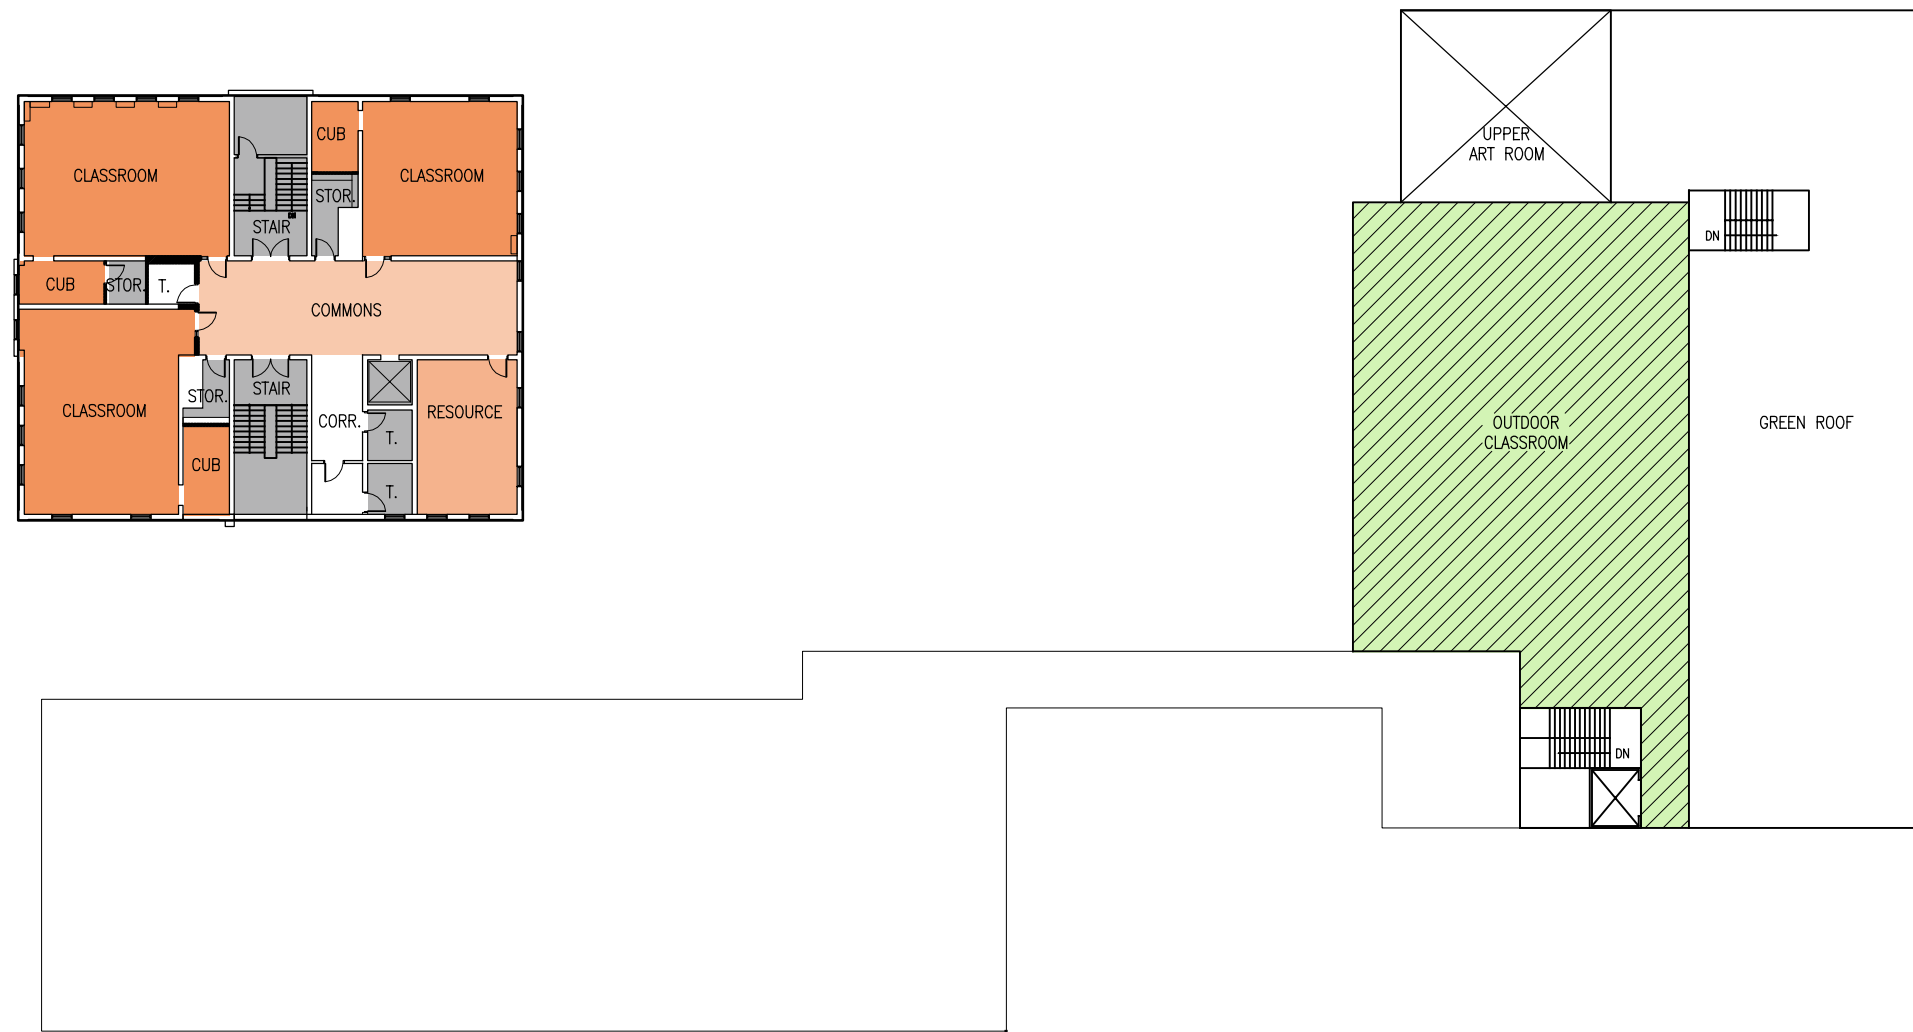 UPPER
ART ROOM
CUB
CLASSROOM
CLASSROOM
STOR.
DN
STAIR
DN
CUB
STOR.
T.
COMMONS
STAIR
STOR.
CLASSROOM
RESOURCE
CORR.
T.
CUB
T.
OUTDOOR
CLASSROOM
GREEN ROOF
DN